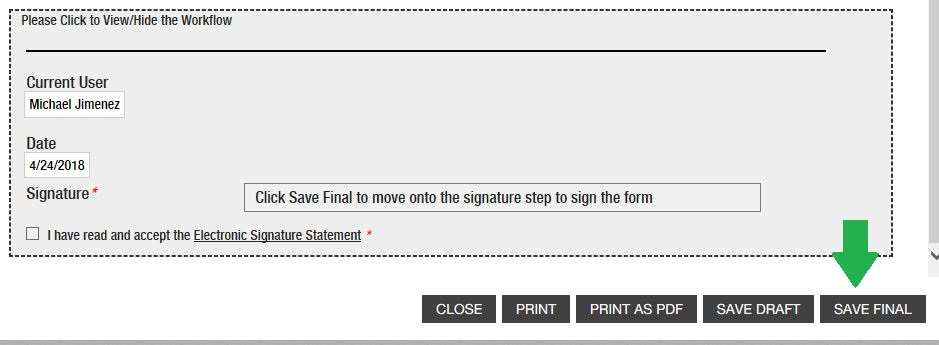 Please Click to View/Hide the Workflow
Current User
Michael Jimenez
Date
4/24/2018
Signature *
Click Save Final to move onto the signature step to sign the form
I have read and accept the Electronic Signature Statement *
CLOSE PRINT PRINT AS PDF SAVE DRAFT SAVE FINAL